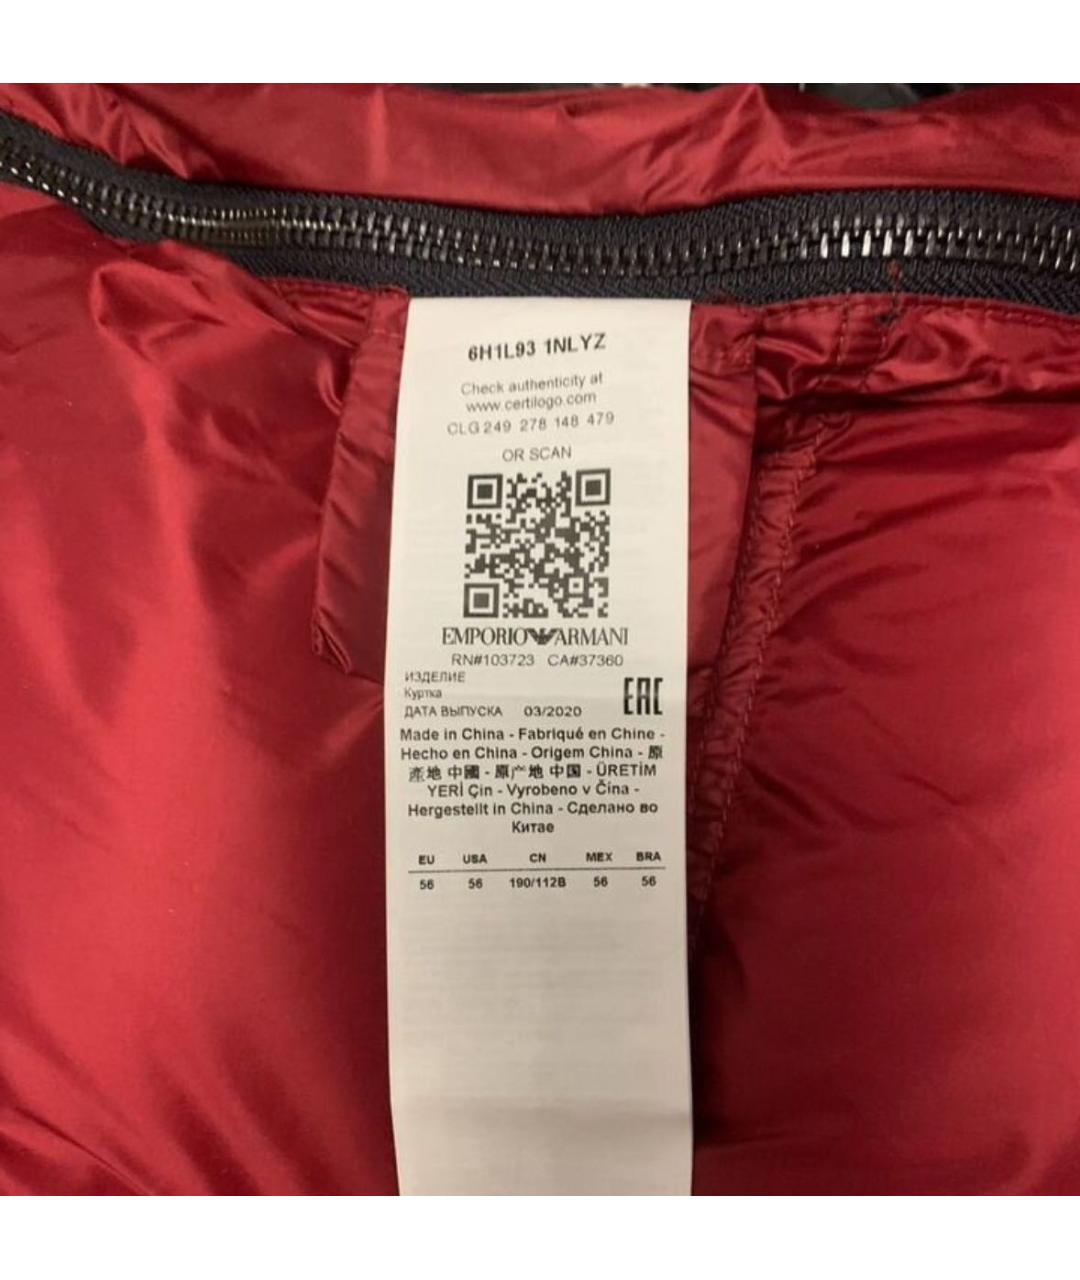 6H1L93 1NLYZ
Check authenticity at
www.certilogo.com
CLG 249 278 148 479
OR SCAN
EMPORIO ARMANI
RN#103723 CA#37360
ИЗДЕЛИЕ
Куртка
EAC
ДАТА ВЫПУСКА 03/2020
Made in China - Fabriqué en Chine -
Hecho en China - Origem China - 原
產地 中國 - 原产地 中国 - ÜRETİM
YERİ Çin - Vyrobeno v Čína -
Hergestellt in China - Сделано во
Китае
EU USA CN MEX BRA
56 56 190/112B 56 56